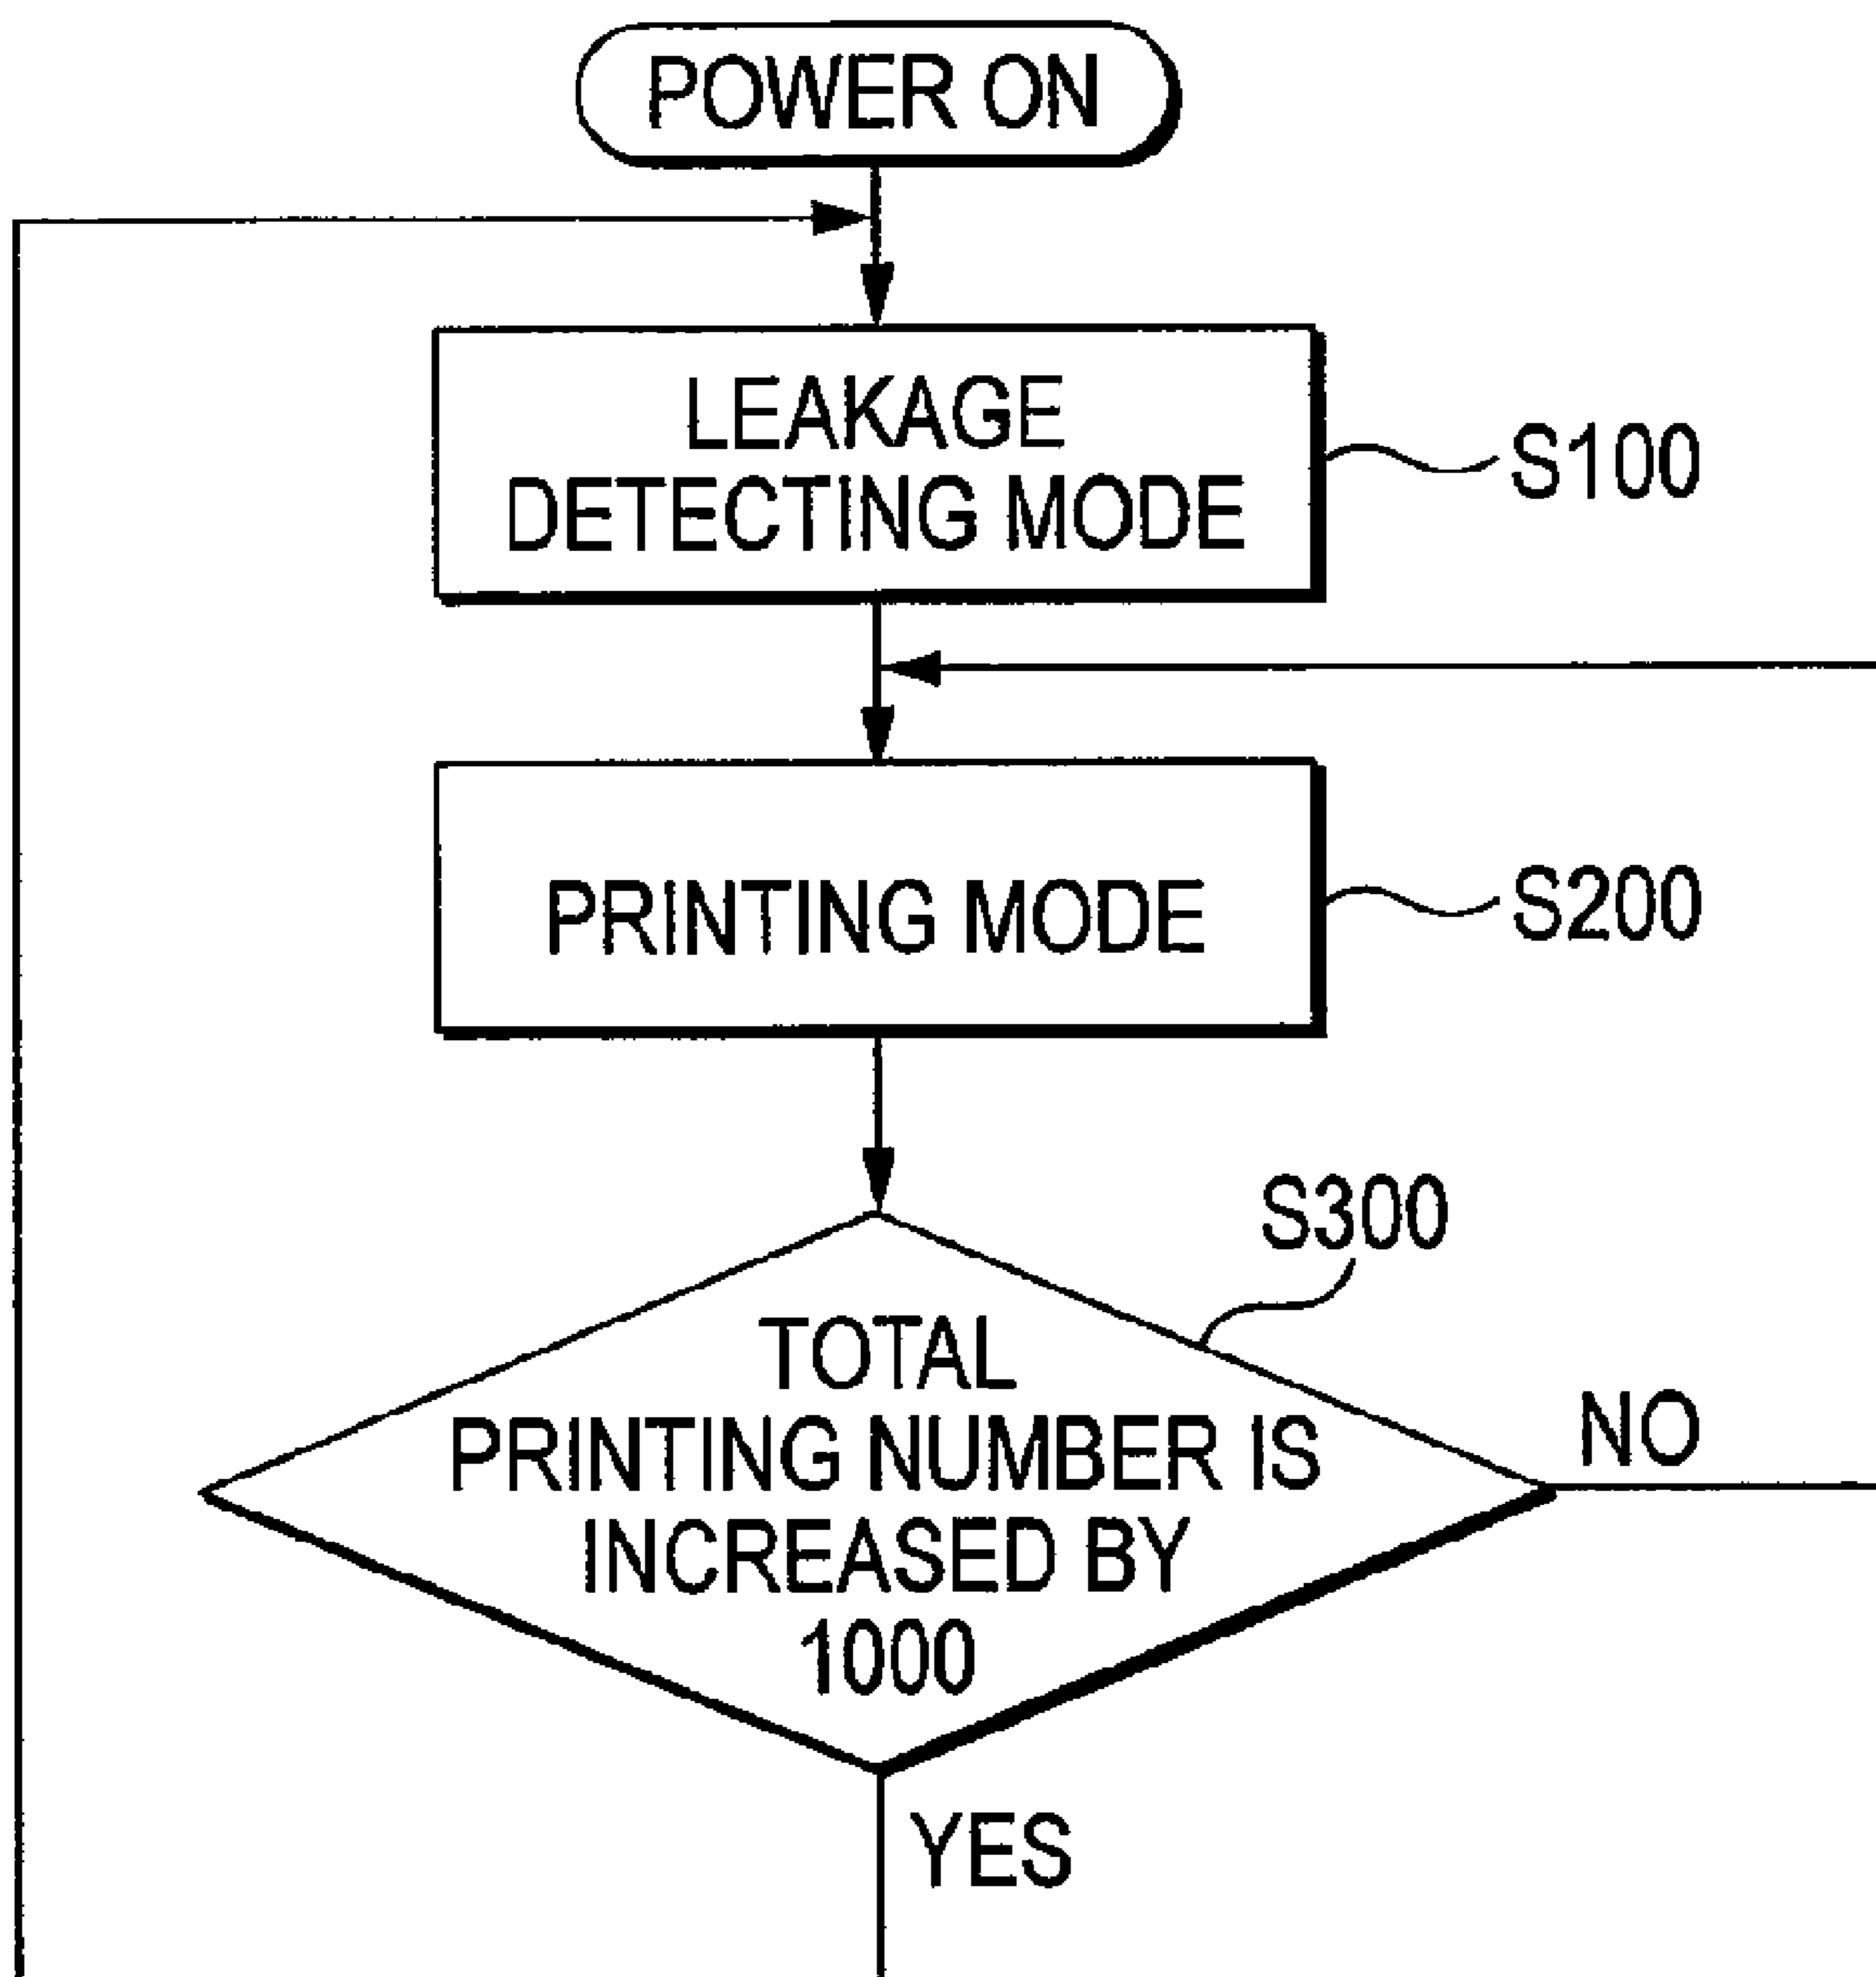 POWER ON
LEAKAGE
DETECTING MODE
S100
PRINTING MODE
S200
S300
TOTAL
PRINTING NUMBER IS
INCREASED BY
1000
NO
YES